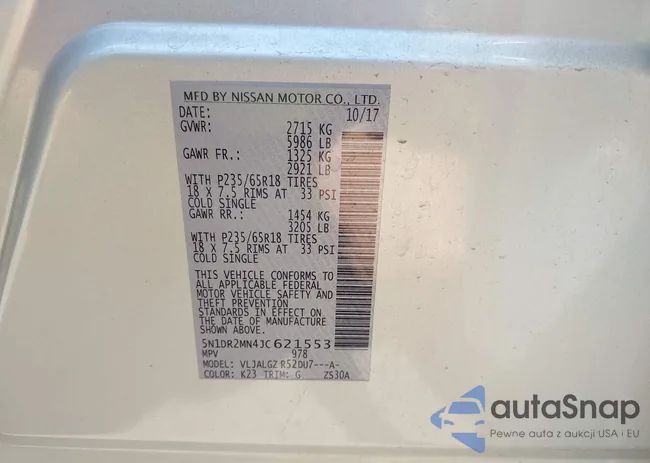 MFD BY NISSAN MOTOR CO., LTD.
DATE: 10/17
GVWR: 2715 KG
5986 LB
GAWR FR.: 1325 KG
2921 LB
WITH P235/65R18 TIRES
18 X 7.5 RIMS AT 33 PSI
COLD SINGLE
GAWR RR.: 1454 KG
3205 LB
WITH P235/65R18 TIRES
18 X 7.5 RIMS AT 33 PSI
COLD SINGLE
THIS VEHICLE CONFORMS TO
ALL APPLICABLE FEDERAL
MOTOR VEHICLE SAFETY AND
THEFT PREVENTION
STANDARDS IN EFFECT ON
THE DATE OF MANUFACTURE
SHOWN ABOVE.
5N1DR2MN4JC621553
MPV 978
MODEL: VLJALGZ R52DU7---A-
COLOR: K23 TRIM: G ZS30A
autaSnap
Pewne auta z aukcji USA i EU